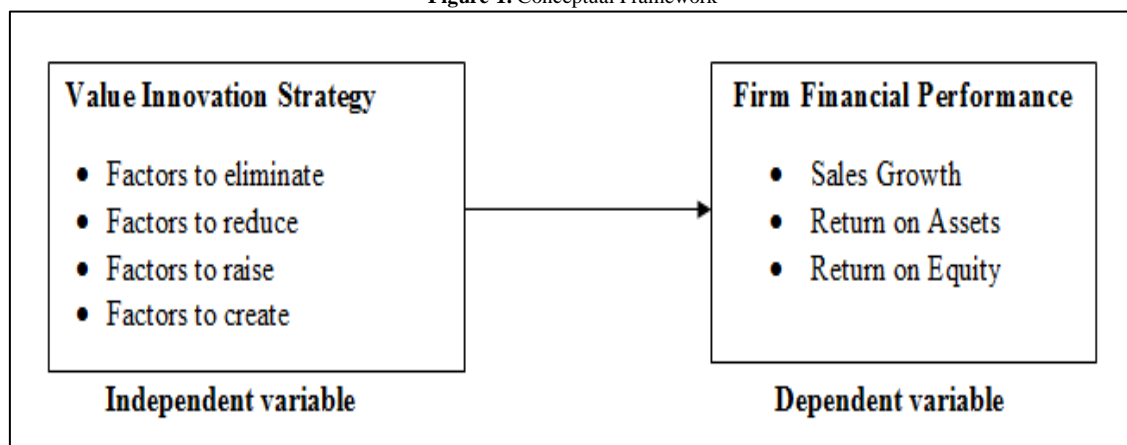 Figure 1. Conceptual Framework
Value Innovation Strategy
• Factors to eliminate
• Factors to reduce
• Factors to raise
• Factors to create
Independent variable
Firm Financial Performance
• Sales Growth
• Return on Assets
• Return on Equity
Dependent variable